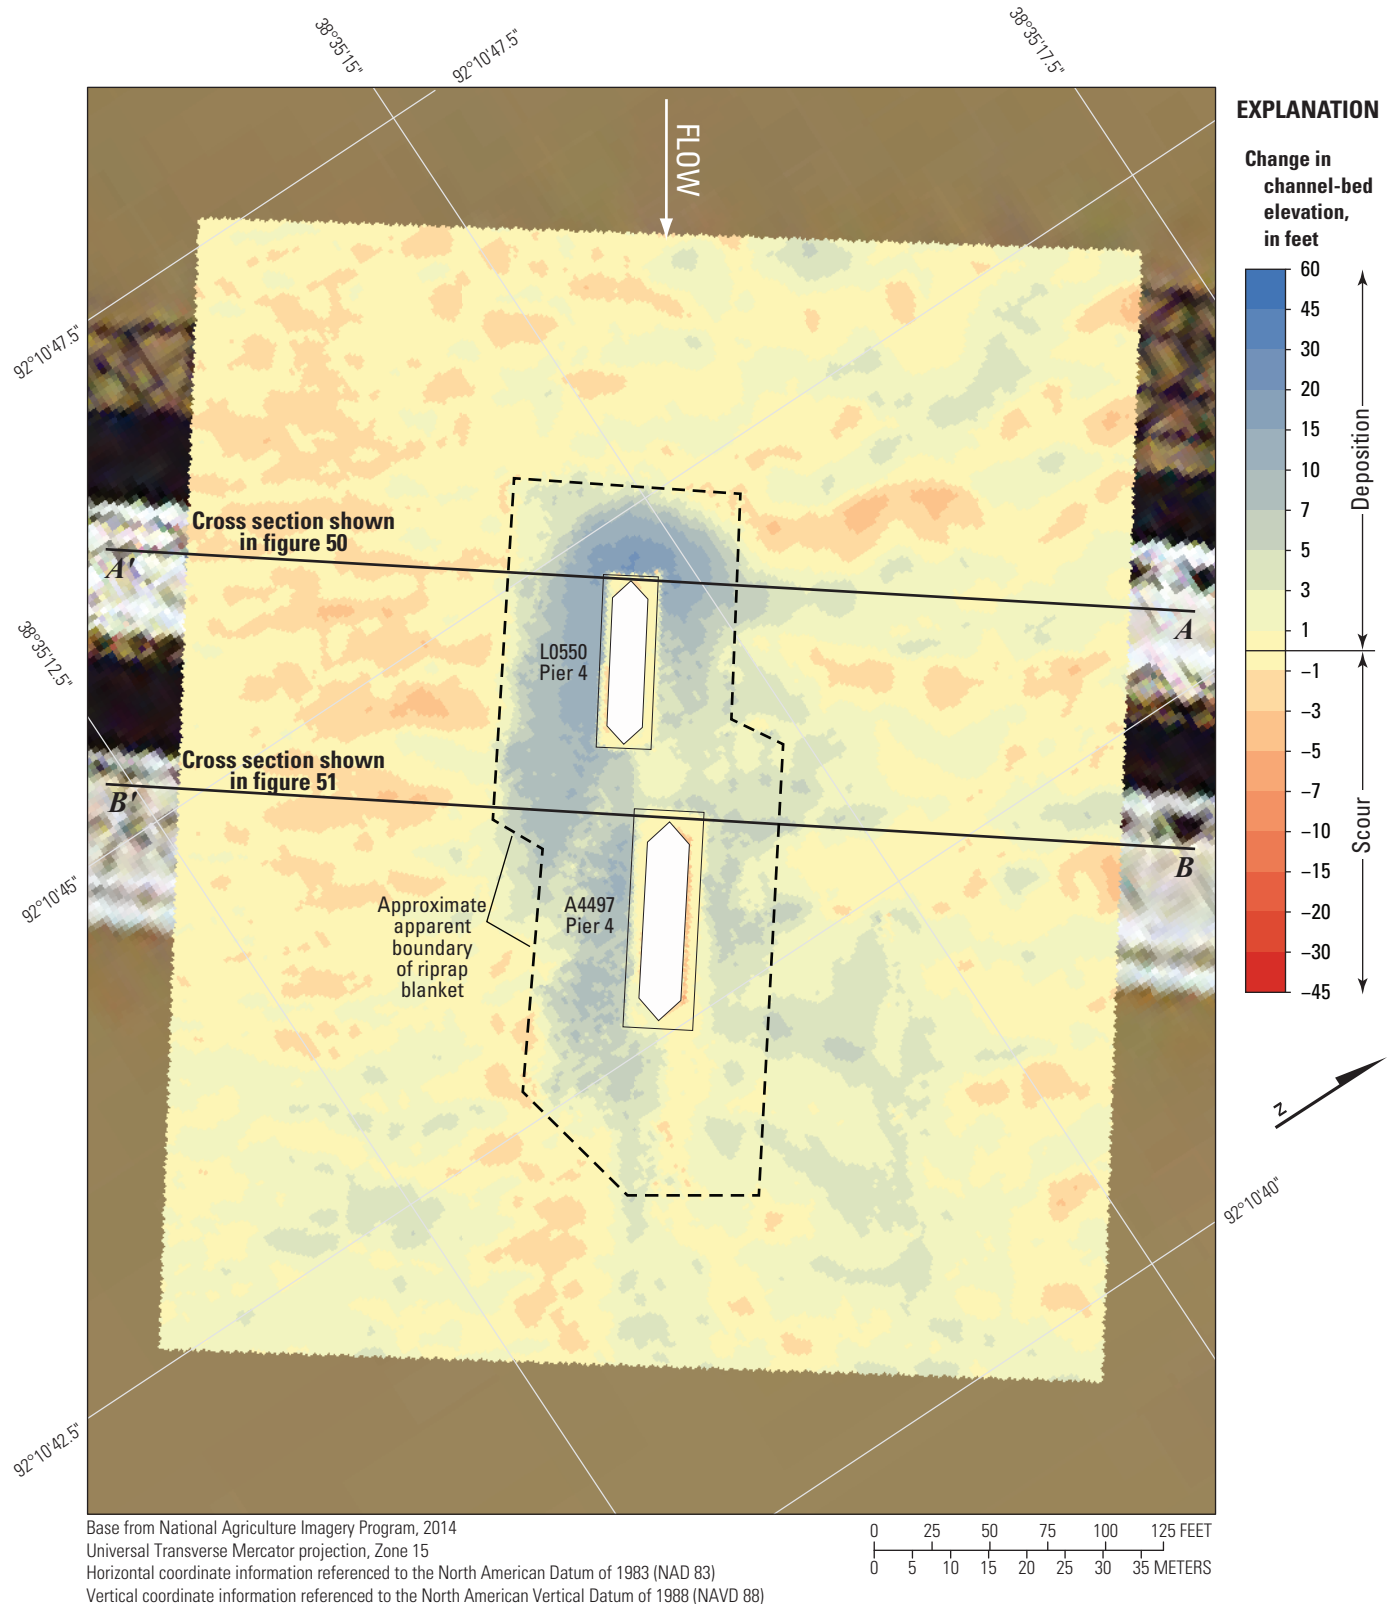 38°35'15"
92°10'47.5"
38°35'17.5"
FLOW
92°10'47.5"
Cross section shown
in figure 50
A'
A
38°35'12.5"
L0550
Pier 4
Cross section shown
in figure 51
B'
B
92°10'45"
Approximate
apparent
boundary
of riprap
blanket
A4497
Pier 4
92°10'42.5"
92°10'40"
N
EXPLANATION
Change in
channel-bed
elevation,
in feet
60
45
30
20
15
10
7
5
3
1
−1
−3
−5
−7
−10
−15
−20
−30
−45
Deposition
Scour
Base from National Agriculture Imagery Program, 2014
Universal Transverse Mercator projection, Zone 15
Horizontal coordinate information referenced to the North American Datum of 1983 (NAD 83)
Vertical coordinate information referenced to the North American Vertical Datum of 1988 (NAVD 88)
0 25 50 75 100 125 FEET
0 5 10 15 20 25 30 35 METERS